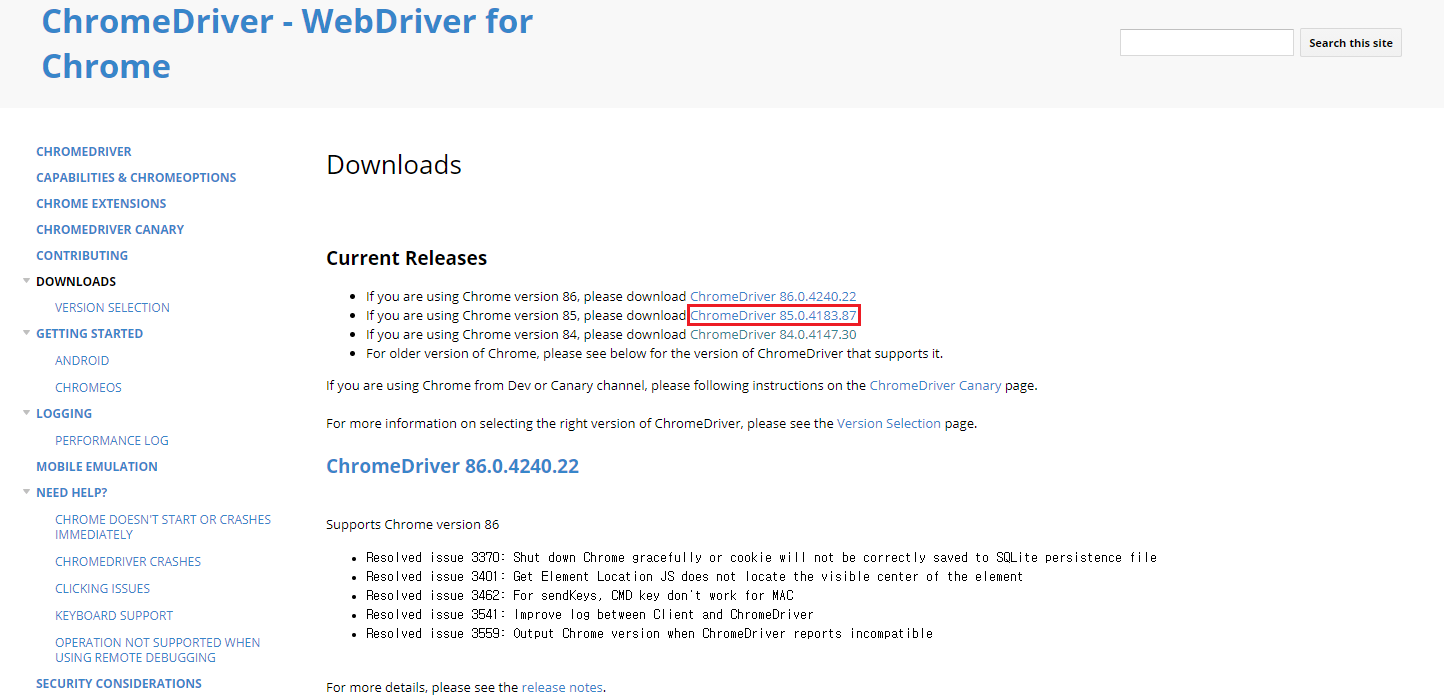 ChromeDriver - WebDriver for
Chrome
Search this site
CHROMEDRIVER
CAPABILITIES & CHROMEOPTIONS
CHROME EXTENSIONS
CHROMEDRIVER CANARY
CONTRIBUTING
DOWNLOADS
VERSION SELECTION
GETTING STARTED
ANDROID
CHROMEOS
LOGGING
PERFORMANCE LOG
MOBILE EMULATION
NEED HELP?
CHROME DOESN'T START OR CRASHES
IMMEDIATELY
CHROMEDRIVER CRASHES
CLICKING ISSUES
KEYBOARD SUPPORT
OPERATION NOT SUPPORTED WHEN
USING REMOTE DEBUGGING
SECURITY CONSIDERATIONS
Downloads
Current Releases
If you are using Chrome version 86, please download ChromeDriver 86.0.4240.22
If you are using Chrome version 85, please download ChromeDriver 85.0.4183.87
If you are using Chrome version 84, please download ChromeDriver 84.0.4147.30
For older version of Chrome, please see below for the version of ChromeDriver that supports it.
If you are using Chrome from Dev or Canary channel, please following instructions on the ChromeDriver Canary page.
For more information on selecting the right version of ChromeDriver, please see the Version Selection page.
ChromeDriver 86.0.4240.22
Supports Chrome version 86
Resolved issue 3370: Shut down Chrome gracefully or cookie will not be correctly saved to SQLite persistence file
Resolved issue 3401: Get Element Location JS does not locate the visible center of the element
Resolved issue 3462: For sendKeys, CMD key don't work for MAC
Resolved issue 3541: Improve log between Client and ChromeDriver
Resolved issue 3559: Output Chrome version when ChromeDriver reports incompatible
For more details, please see the release notes.